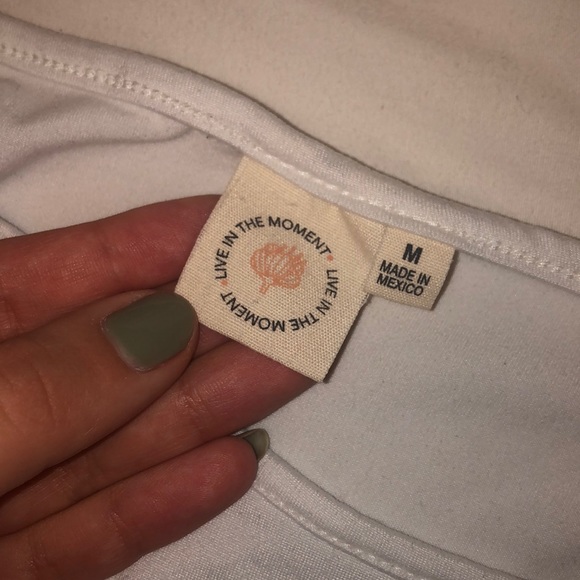 LIVE IN THE MOMENT
LIVE IN THE MOMENT
M
MADE IN
MEXICO